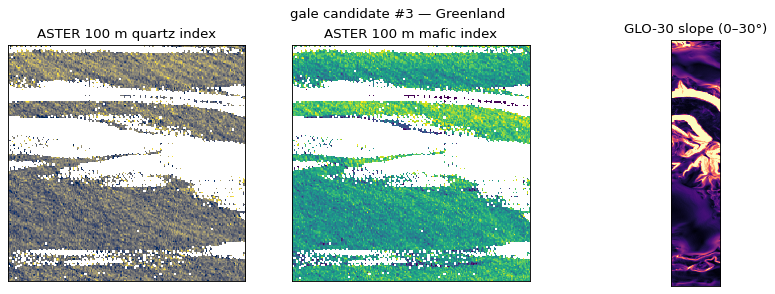 gale candidate #3 — Greenland
ASTER 100 m quartz index
ASTER 100 m mafic index
GLO-30 slope (0–30°)